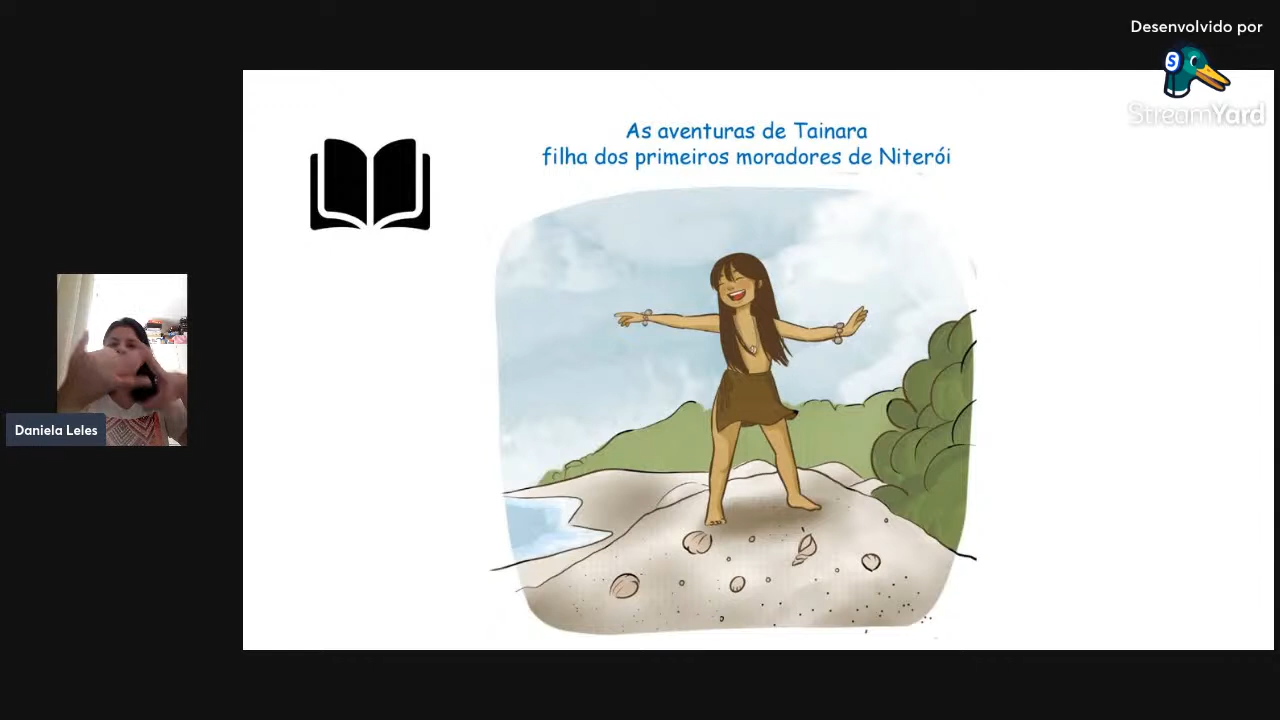 Desenvolvido por
StreamYard
As aventuras de Tainara
filha dos primeiros moradores de Niterói
Daniela Leles